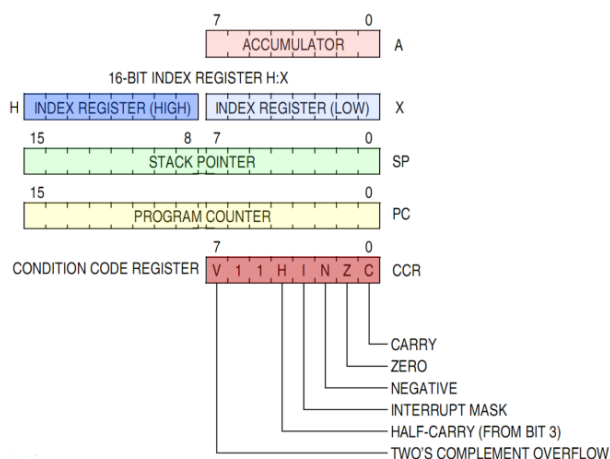 7 0
ACCUMULATOR A
16-BIT INDEX REGISTER H:X
H INDEX REGISTER (HIGH) INDEX REGISTER (LOW) X
15 8 7 0
STACK POINTER SP
15 0
PROGRAM COUNTER PC
7 0
CONDITION CODE REGISTER V 1 1 H I N Z C CCR
CARRY
ZERO
NEGATIVE
INTERRUPT MASK
HALF-CARRY (FROM BIT 3)
TWO'S COMPLEMENT OVERFLOW